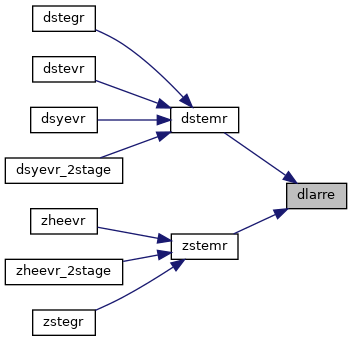 dstegr
dstevr
dsyevr
dsyevr_2stage
dstemr
dlarre
zheevr
zheevr_2stage
zstegr
zstemr